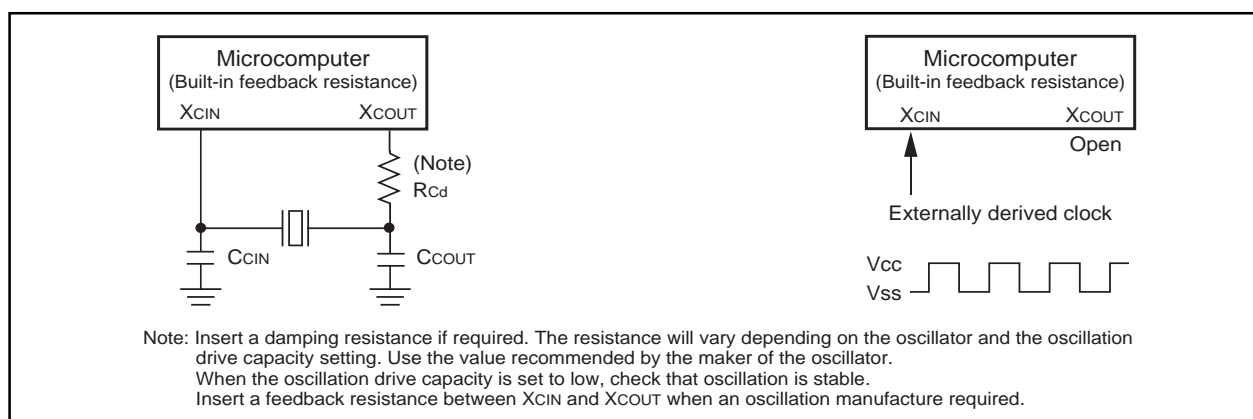 Microcomputer
(Built-in feedback resistance)
XCIN XCOUT
(Note)
RCd
CCIN CCOUT
Microcomputer
(Built-in feedback resistance)
XCIN XCOUT
Open
Externally derived clock
Vcc
Vss
Note: Insert a damping resistance if required. The resistance will vary depending on the oscillator and the oscillation
drive capacity setting. Use the value recommended by the maker of the oscillator.
When the oscillation drive capacity is set to low, check that oscillation is stable.
Insert a feedback resistance between XCIN and XCOUT when an oscillation manufacture required.